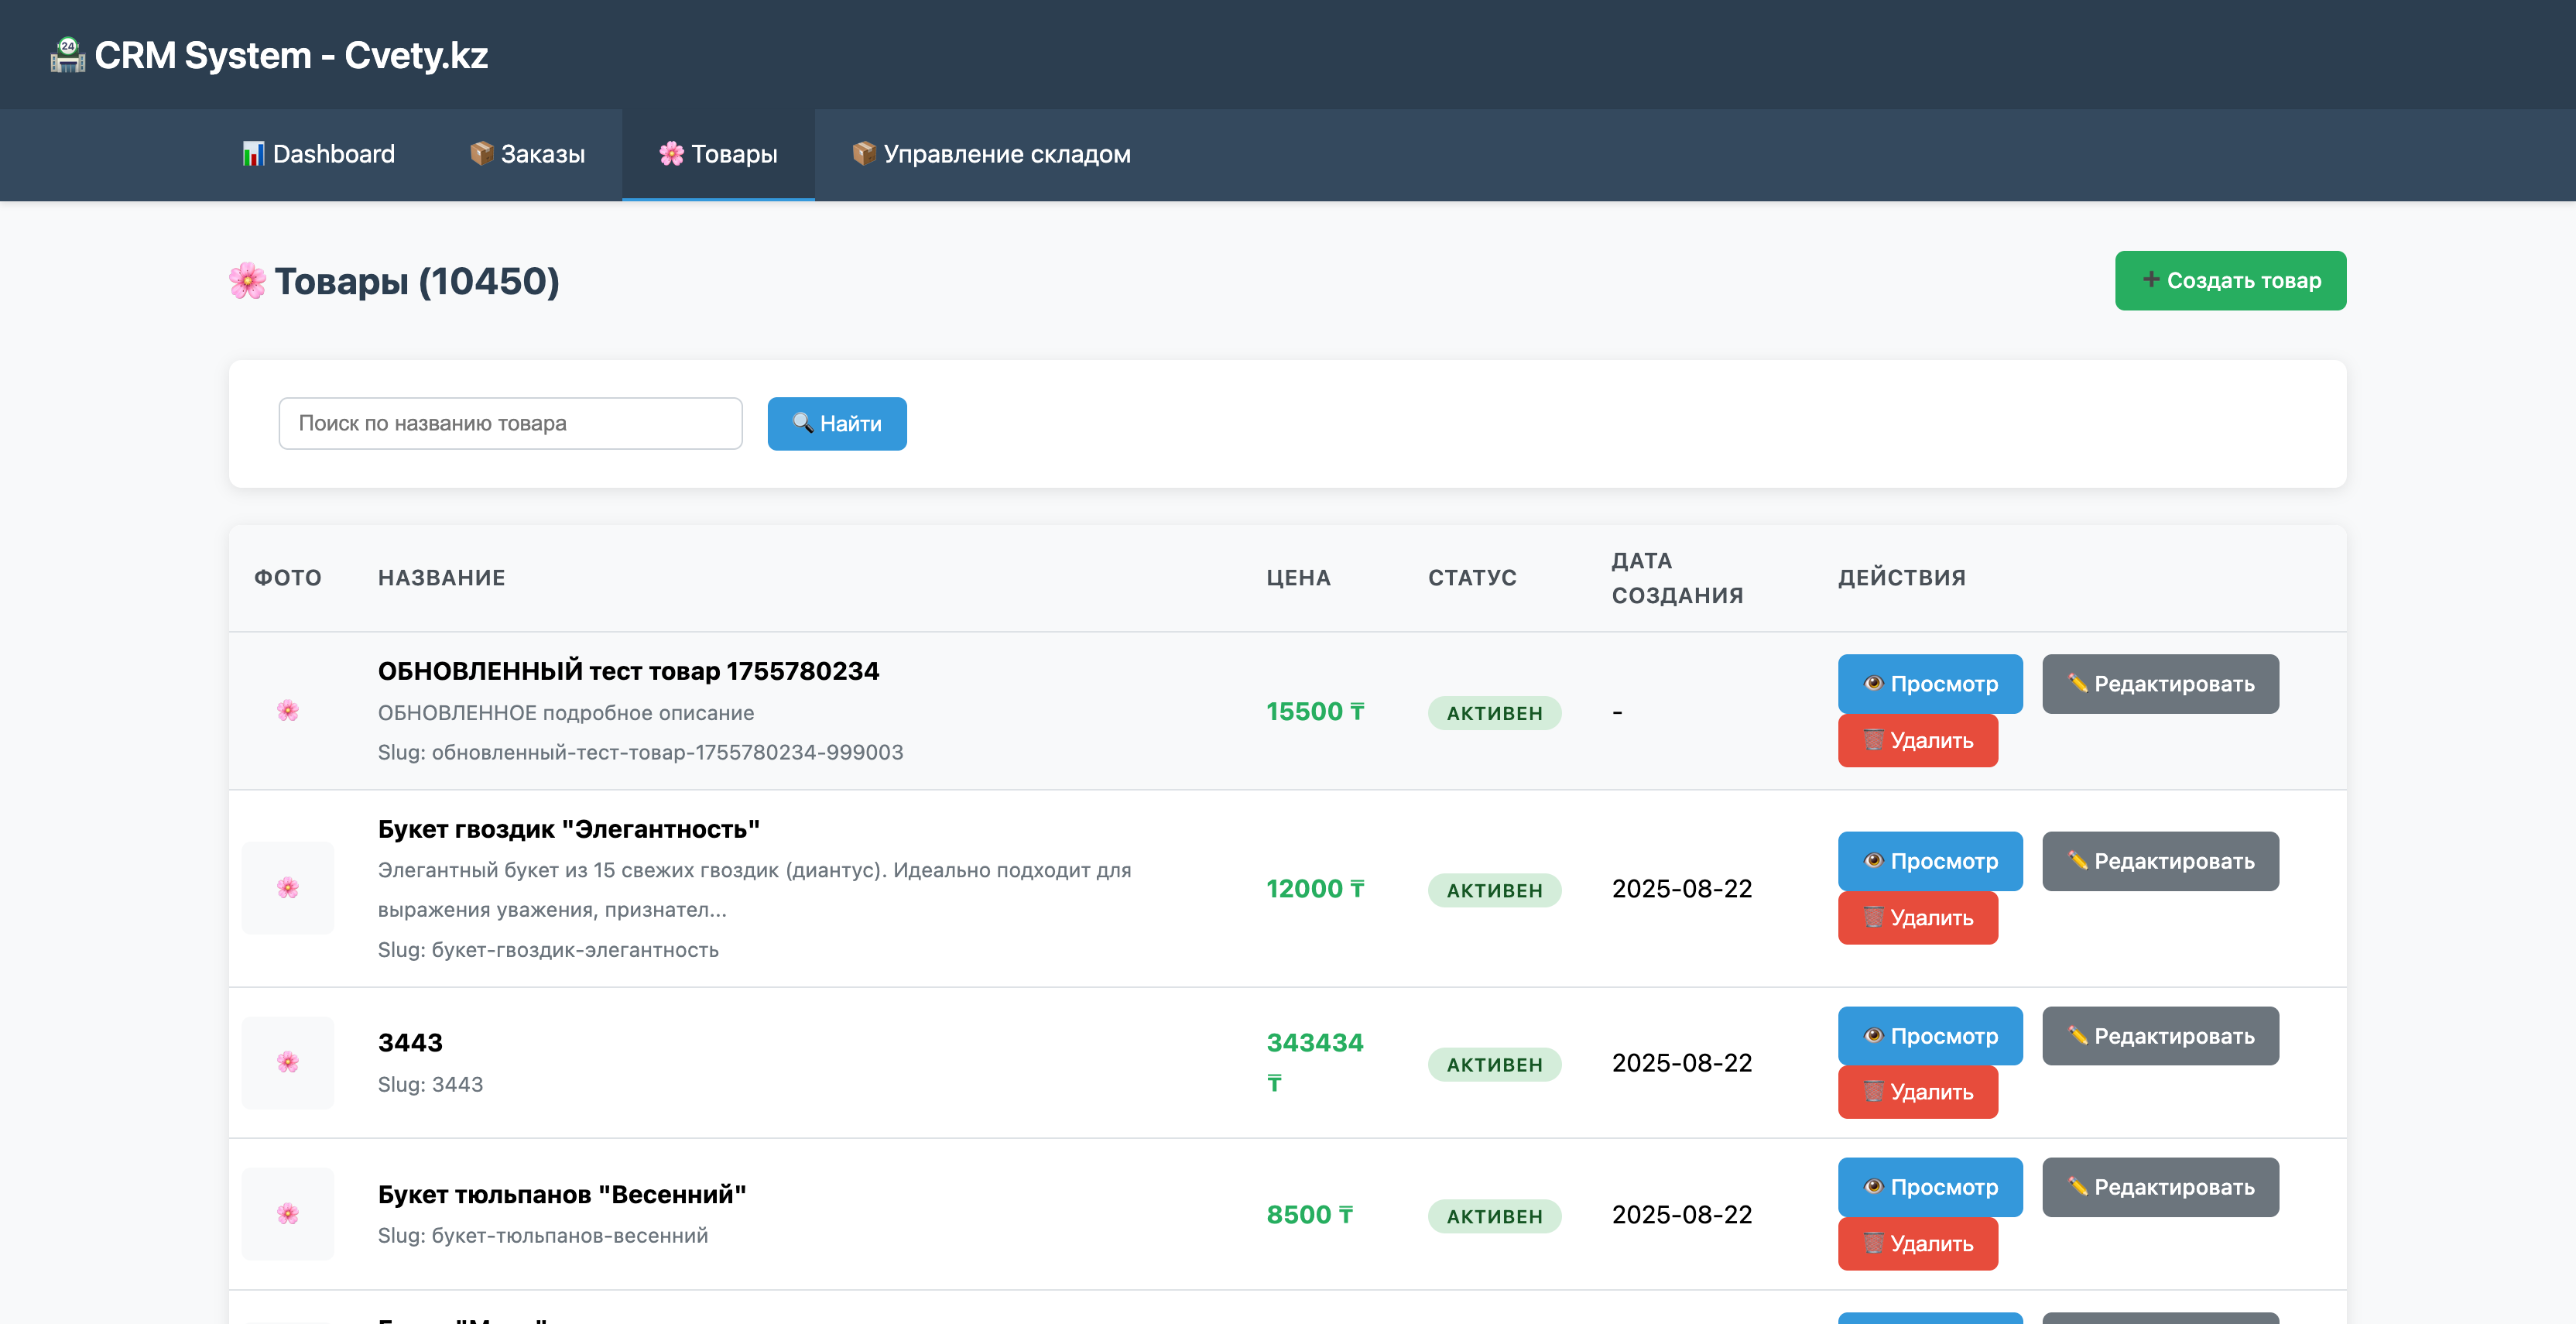 24
CRM System - Cvety.kz
Dashboard
Заказы
Товары
Управление складом
Товары (10450)
Создать товар
Поиск по названию товара
Найти
ФОТО
НАЗВАНИЕ
ЦЕНА
СТАТУС
ДАТА
СОЗДАНИЯ
ДЕЙСТВИЯ
ОБНОВЛЕННЫЙ тест товар 1755780234
ОБНОВЛЕННОЕ подробное описание
Slug: обновленный-тест-товар-1755780234-999003
15500 ₸
АКТИВЕН
-
Просмотр
Редактировать
Удалить
Букет гвоздик "Элегантность"
Элегантный букет из 15 свежих гвоздик (диантус). Идеально подходит для
выражения уважения, признател...
Slug: букет-гвоздик-элегантность
12000 ₸
АКТИВЕН
2025-08-22
Просмотр
Редактировать
Удалить
3443
Slug: 3443
343434
₸
АКТИВЕН
2025-08-22
Просмотр
Редактировать
Удалить
Букет тюльпанов "Весенний"
Slug: букет-тюльпанов-весенний
8500 ₸
АКТИВЕН
2025-08-22
Просмотр
Редактировать
Удалить